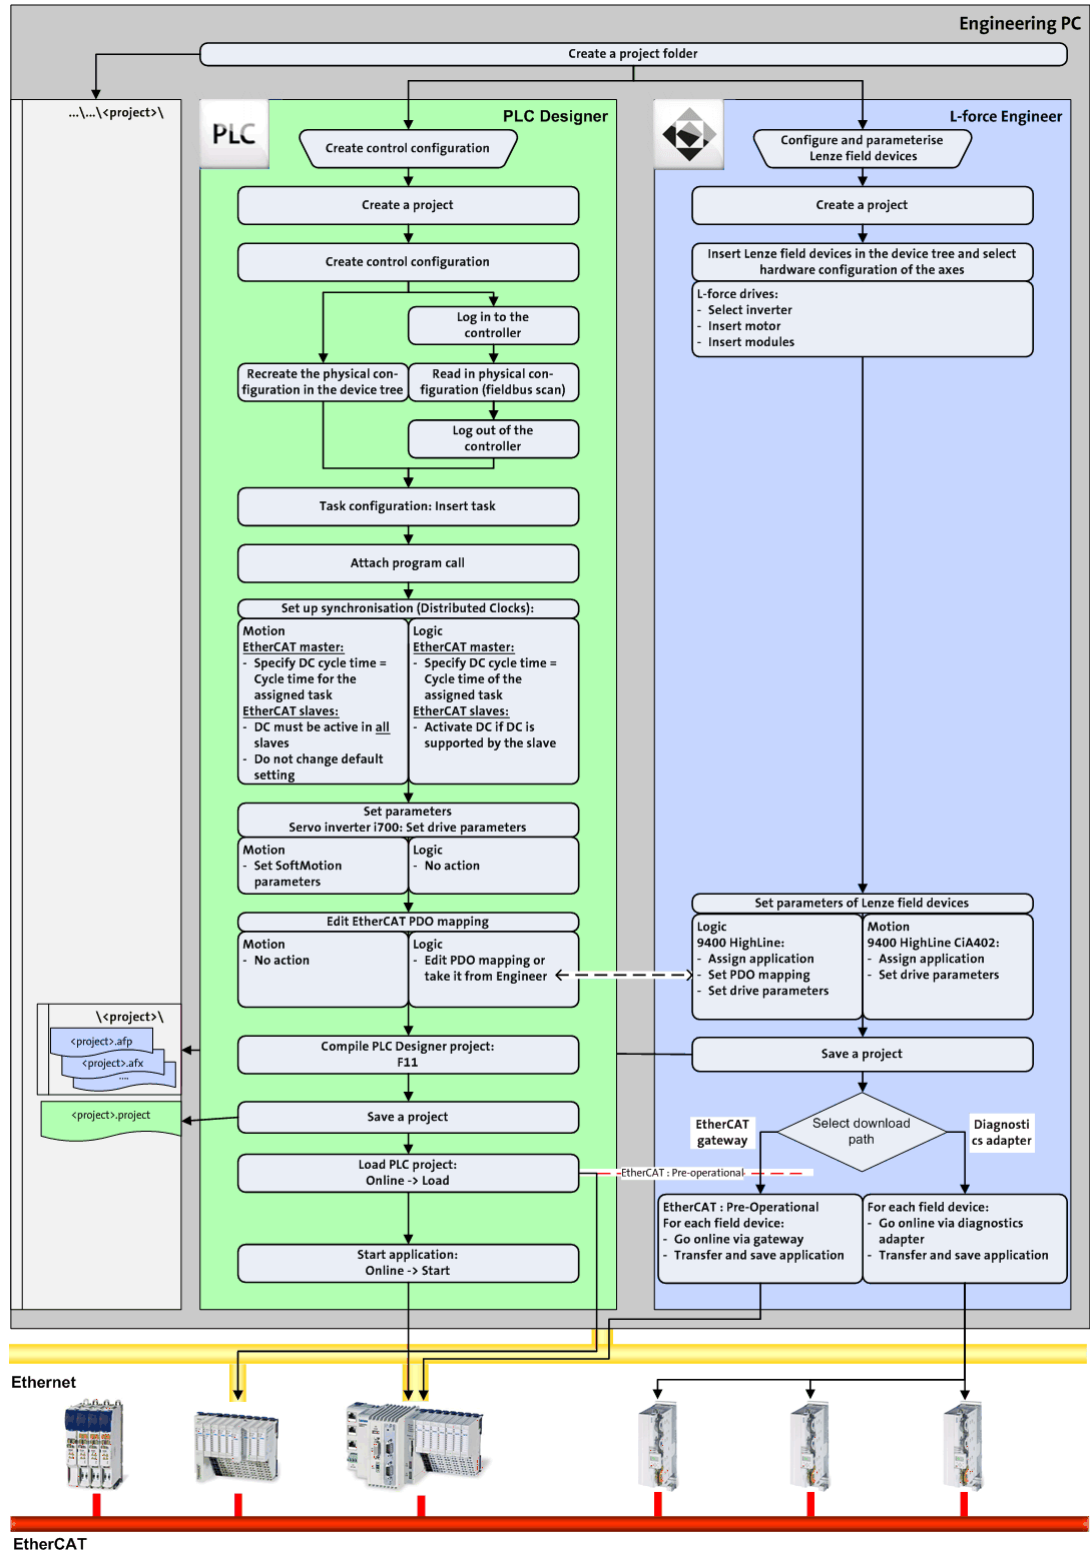 Engineering PC
Create a project folder
...\...\<project>\
PLC
PLC Designer
Create control configuration
Create a project
Create control configuration
Log in to the
controller
Recreate the physical con-
figuration in the device tree
Read in physical con-
figuration (fieldbus scan)
Log out of the
controller
Task configuration: Insert task
Attach program call
Set up synchronisation (Distributed Clocks):
Motion
EtherCAT master:
- Specify DC cycle time =
Cycle time for the
assigned task
EtherCAT slaves:
- DC must be active in all
slaves
- Do not change default
setting
Logic
EtherCAT master:
- Specify DC cycle time =
Cycle time of the
assigned task
EtherCAT slaves:
- Activate DC if DC is
supported by the slave
Set parameters
Servo inverter i700: Set drive parameters
Motion
- Set SoftMotion
parameters
Logic
- No action
Edit EtherCAT PDO mapping
Motion
- No action
Logic
- Edit PDO mapping or
take it from Engineer
Compile PLC Designer project:
F11
Save a project
Load PLC project:
Online -> Load
Start application:
Online -> Start
L-force Engineer
Configure and parameterise
Lenze field devices
Create a project
Insert Lenze field devices in the device tree and select
hardware configuration of the axes
L-force drives:
- Select inverter
- Insert motor
- Insert modules
Set parameters of Lenze field devices
Logic
9400 HighLine:
- Assign application
- Set PDO mapping
- Set drive parameters
Motion
9400 HighLine CiA402:
- Assign application
- Set drive parameters
Save a project
Select download
path
EtherCAT
gateway
Diagnosti
cs adapter
EtherCAT : Pre-operational
EtherCAT : Pre-Operational
For each field device:
- Go online via gateway
- Transfer and save application
For each field device:
- Go online via diagnostics
adapter
- Transfer and save application
\<project>\
<project>.afp
<project>.afx
....
<project>.project
Ethernet
EtherCAT